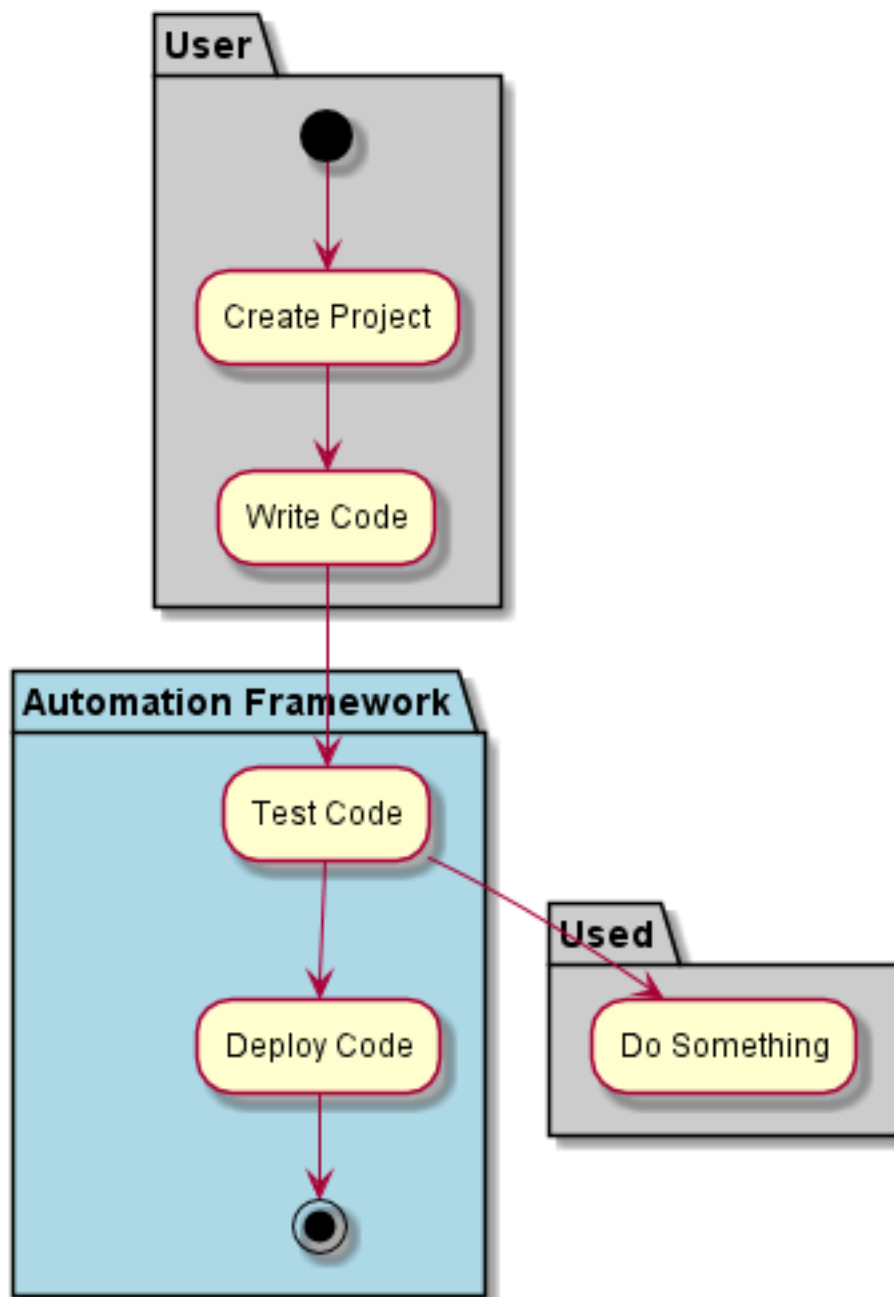 User
Create Project
Write Code
Automation Framework
Test Code
Used
Deploy Code
Do Something